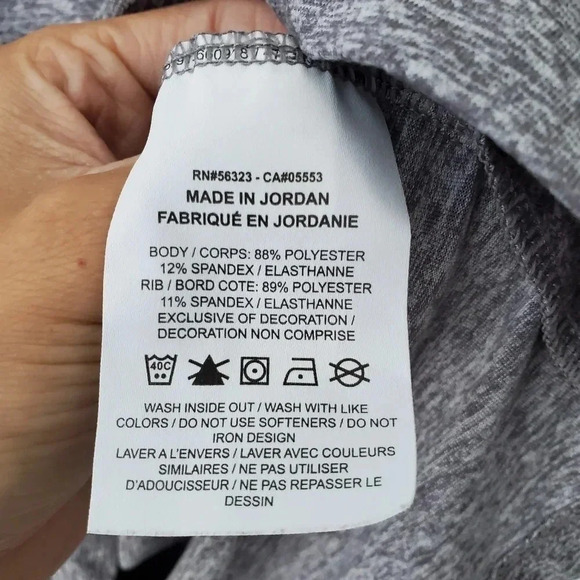 RN#56323 - CA#05553
MADE IN JORDAN
FABRIQUÉ EN JORDANIE
BODY / CORPS: 88% POLYESTER
12% SPANDEX / ELASTHANNE
RIB / BORD COTE: 89% POLYESTER
11% SPANDEX / ELASTHANNE
EXCLUSIVE OF DECORATION /
DECORATION NON COMPRISE
40C
WASH INSIDE OUT / WASH WITH LIKE
COLORS / DO NOT USE SOFTENERS / DO NOT
IRON DESIGN
LAVER A L'ENVERS / LAVER AVEC COULEURS
SIMILAIRES / NE PAS UTILISER
D'ADOUCISSEUR / NE PAS REPASSER LE
DESSIN